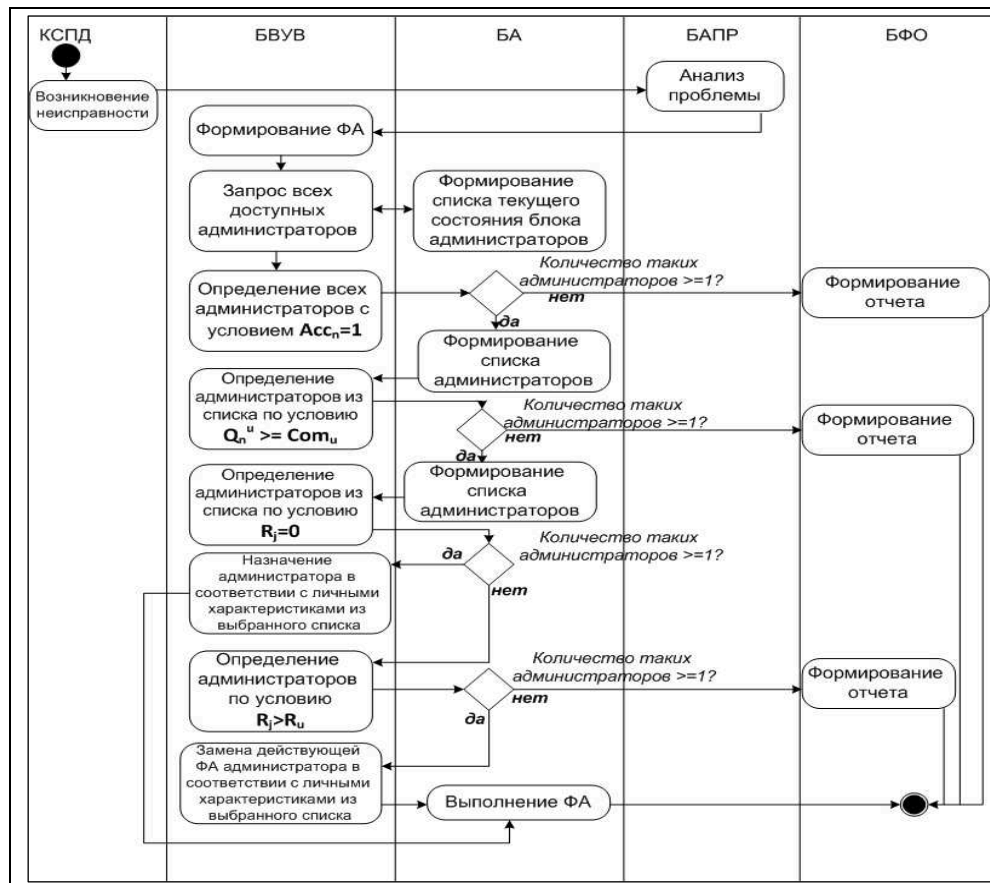 КСПД
БВУВ
БА
БАПР
БФО
Возникновение
неисправности
Анализ
проблемы
Формирование ФА
Запрос всех
доступных
администраторов
Формирование
списка текущего
состояния блока
администраторов
Определение всех
администраторов с
условием Accₙ=1
Количество таких
администраторов >=1?
нет
да
Формирование
отчета
Формирование
списка
администраторов
Определение
администраторов из
списка по условию
Qₙᵘ >= Comᵤ
Количество таких
администраторов >=1?
нет
да
Формирование
отчета
Формирование
списка
администраторов
Определение
администраторов из
списка по условию
Rⱼ=0
Количество таких
администраторов >=1?
да
нет
Назначение
администратора в
соответствии с личными
характеристиками из
выбранного списка
Определение
администраторов
по условию
Rⱼ>Rᵤ
Количество таких
администраторов >=1?
нет
да
Формирование
отчета
Замена действующей
ФА администратора в
соответствии с личными
характеристиками из
выбранного списка
Выполнение ФА